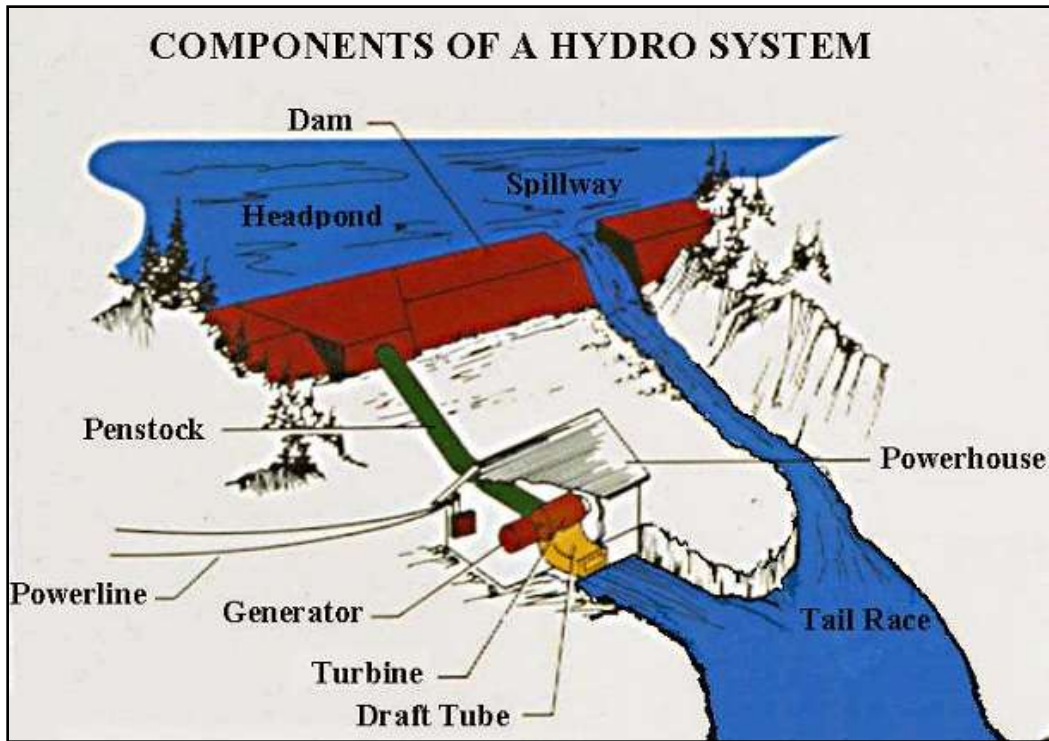 COMPONENTS OF A HYDRO SYSTEM
Dam
Spillway
Headpond
Penstock
Powerhouse
Powerline
Generator
Tail Race
Turbine
Draft Tube